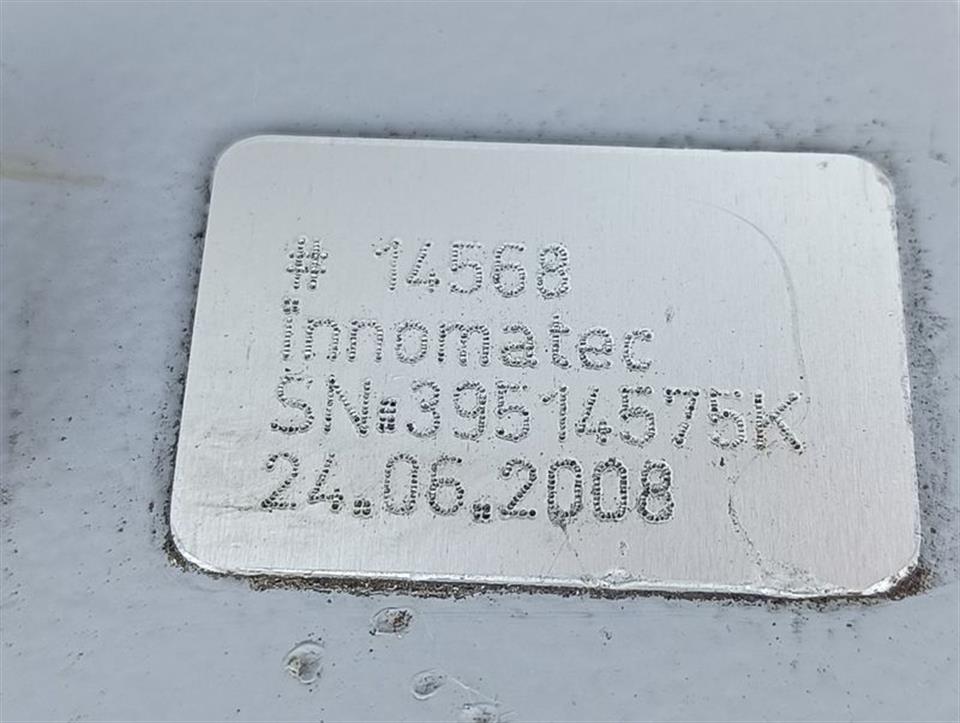 # 14568
innomatec
SN:39514575K
24.06.2008